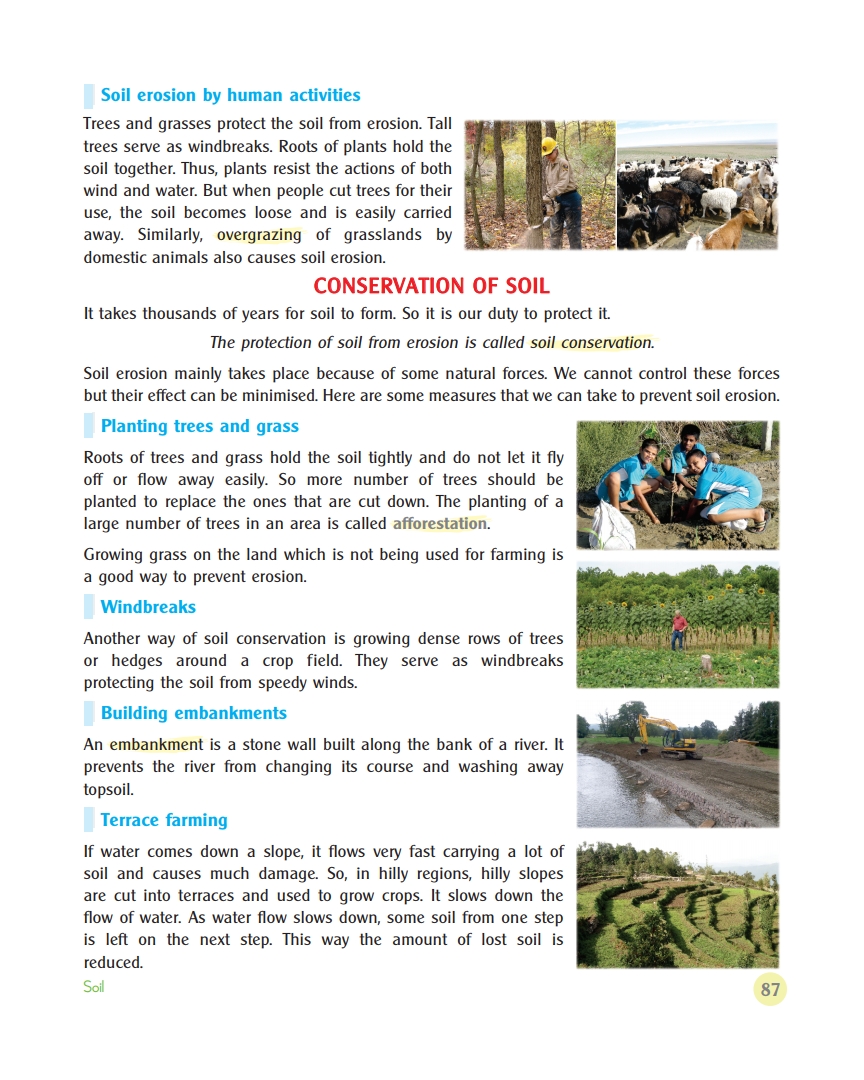 Soil erosion by human activities
Trees and grasses protect the soil from erosion. Tall
trees serve as windbreaks. Roots of plants hold the
soil together. Thus, plants resist the actions of both
wind and water. But when people cut trees for their
use, the soil becomes loose and is easily carried
away. Similarly, overgrazing of grasslands by
domestic animals also causes soil erosion.
CONSERVATION OF SOIL
It takes thousands of years for soil to form. So it is our duty to protect it.
The protection of soil from erosion is called soil conservation.
Soil erosion mainly takes place because of some natural forces. We cannot control these forces
but their effect can be minimised. Here are some measures that we can take to prevent soil erosion.
Planting trees and grass
Roots of trees and grass hold the soil tightly and do not let it fly
off or flow away easily. So more number of trees should be
planted to replace the ones that are cut down. The planting of a
large number of trees in an area is called afforestation.
Growing grass on the land which is not being used for farming is
a good way to prevent erosion.
Windbreaks
Another way of soil conservation is growing dense rows of trees
or hedges around a crop field. They serve as windbreaks
protecting the soil from speedy winds.
Building embankments
An embankment is a stone wall built along the bank of a river. It
prevents the river from changing its course and washing away
topsoil.
Terrace farming
If water comes down a slope, it flows very fast carrying a lot of
soil and causes much damage. So, in hilly regions, hilly slopes
are cut into terraces and used to grow crops. It slows down the
flow of water. As water flow slows down, some soil from one step
is left on the next step. This way the amount of lost soil is
reduced.
Soil
87